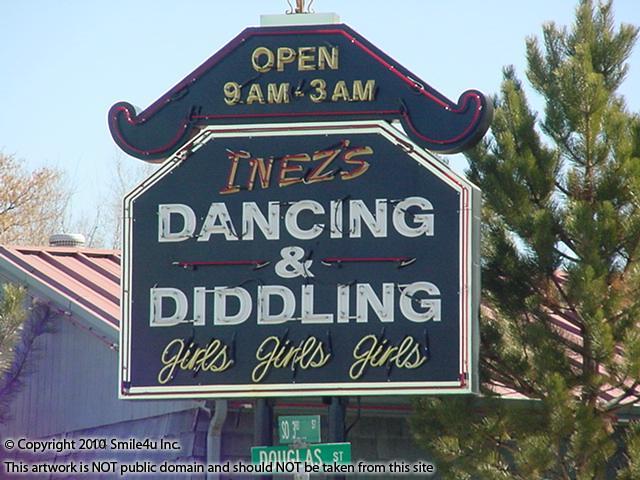 OPEN
9AM-3AM
INEZ'S
DANCING
&
DIDDLING
Girls Girls Girls
SO 3RD ST
DOUGLAS ST
© Copyright 2010 Smile4u Inc.
This artwork is NOT public domain and should NOT be taken from this site